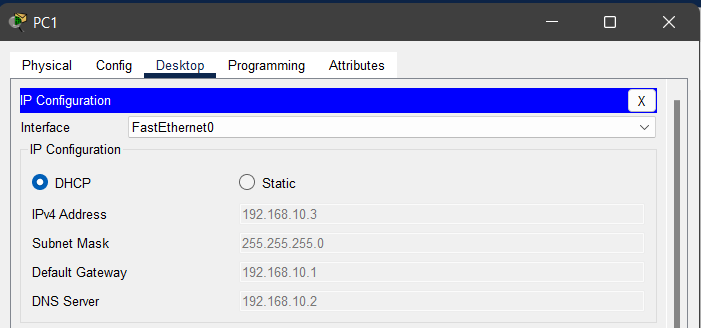 PC1
Physical Config Desktop Programming Attributes
IP Configuration X
Interface FastEthernet0
IP Configuration
DHCP Static
IPv4 Address 192.168.10.3
Subnet Mask 255.255.255.0
Default Gateway 192.168.10.1
DNS Server 192.168.10.2